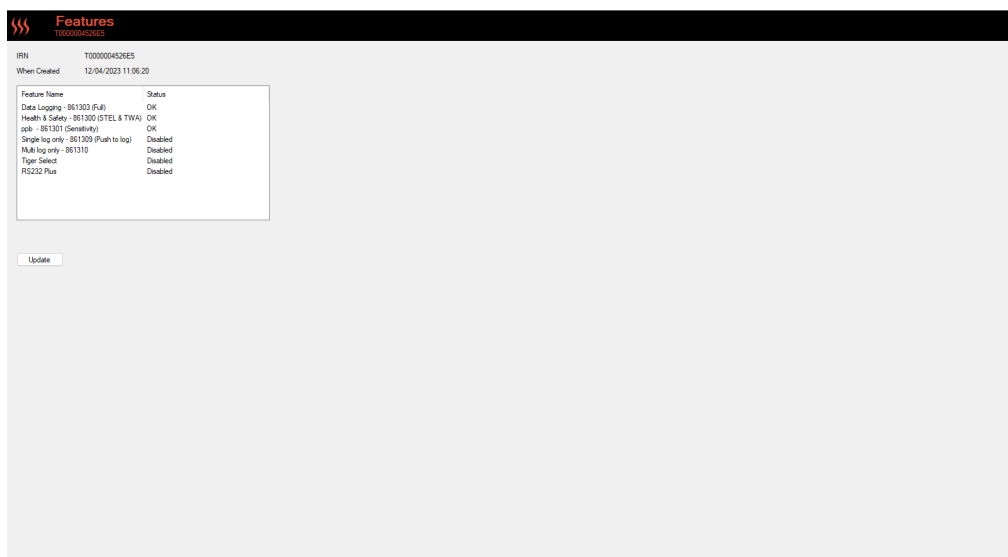 Features
T0000004526E5
IRN T0000004526E5
When Created 12/04/2023 11:06:20
Feature Name Status
Data Logging - 861303 (Full) OK
Health & Safety - 861300 (STEL & TWA) OK
ppb - 861301 (Sensitivity) OK
Single log only - 861309 (Push to log) Disabled
Multi log only - 861310 Disabled
Tiger Select Disabled
RS232 Plus Disabled
Update